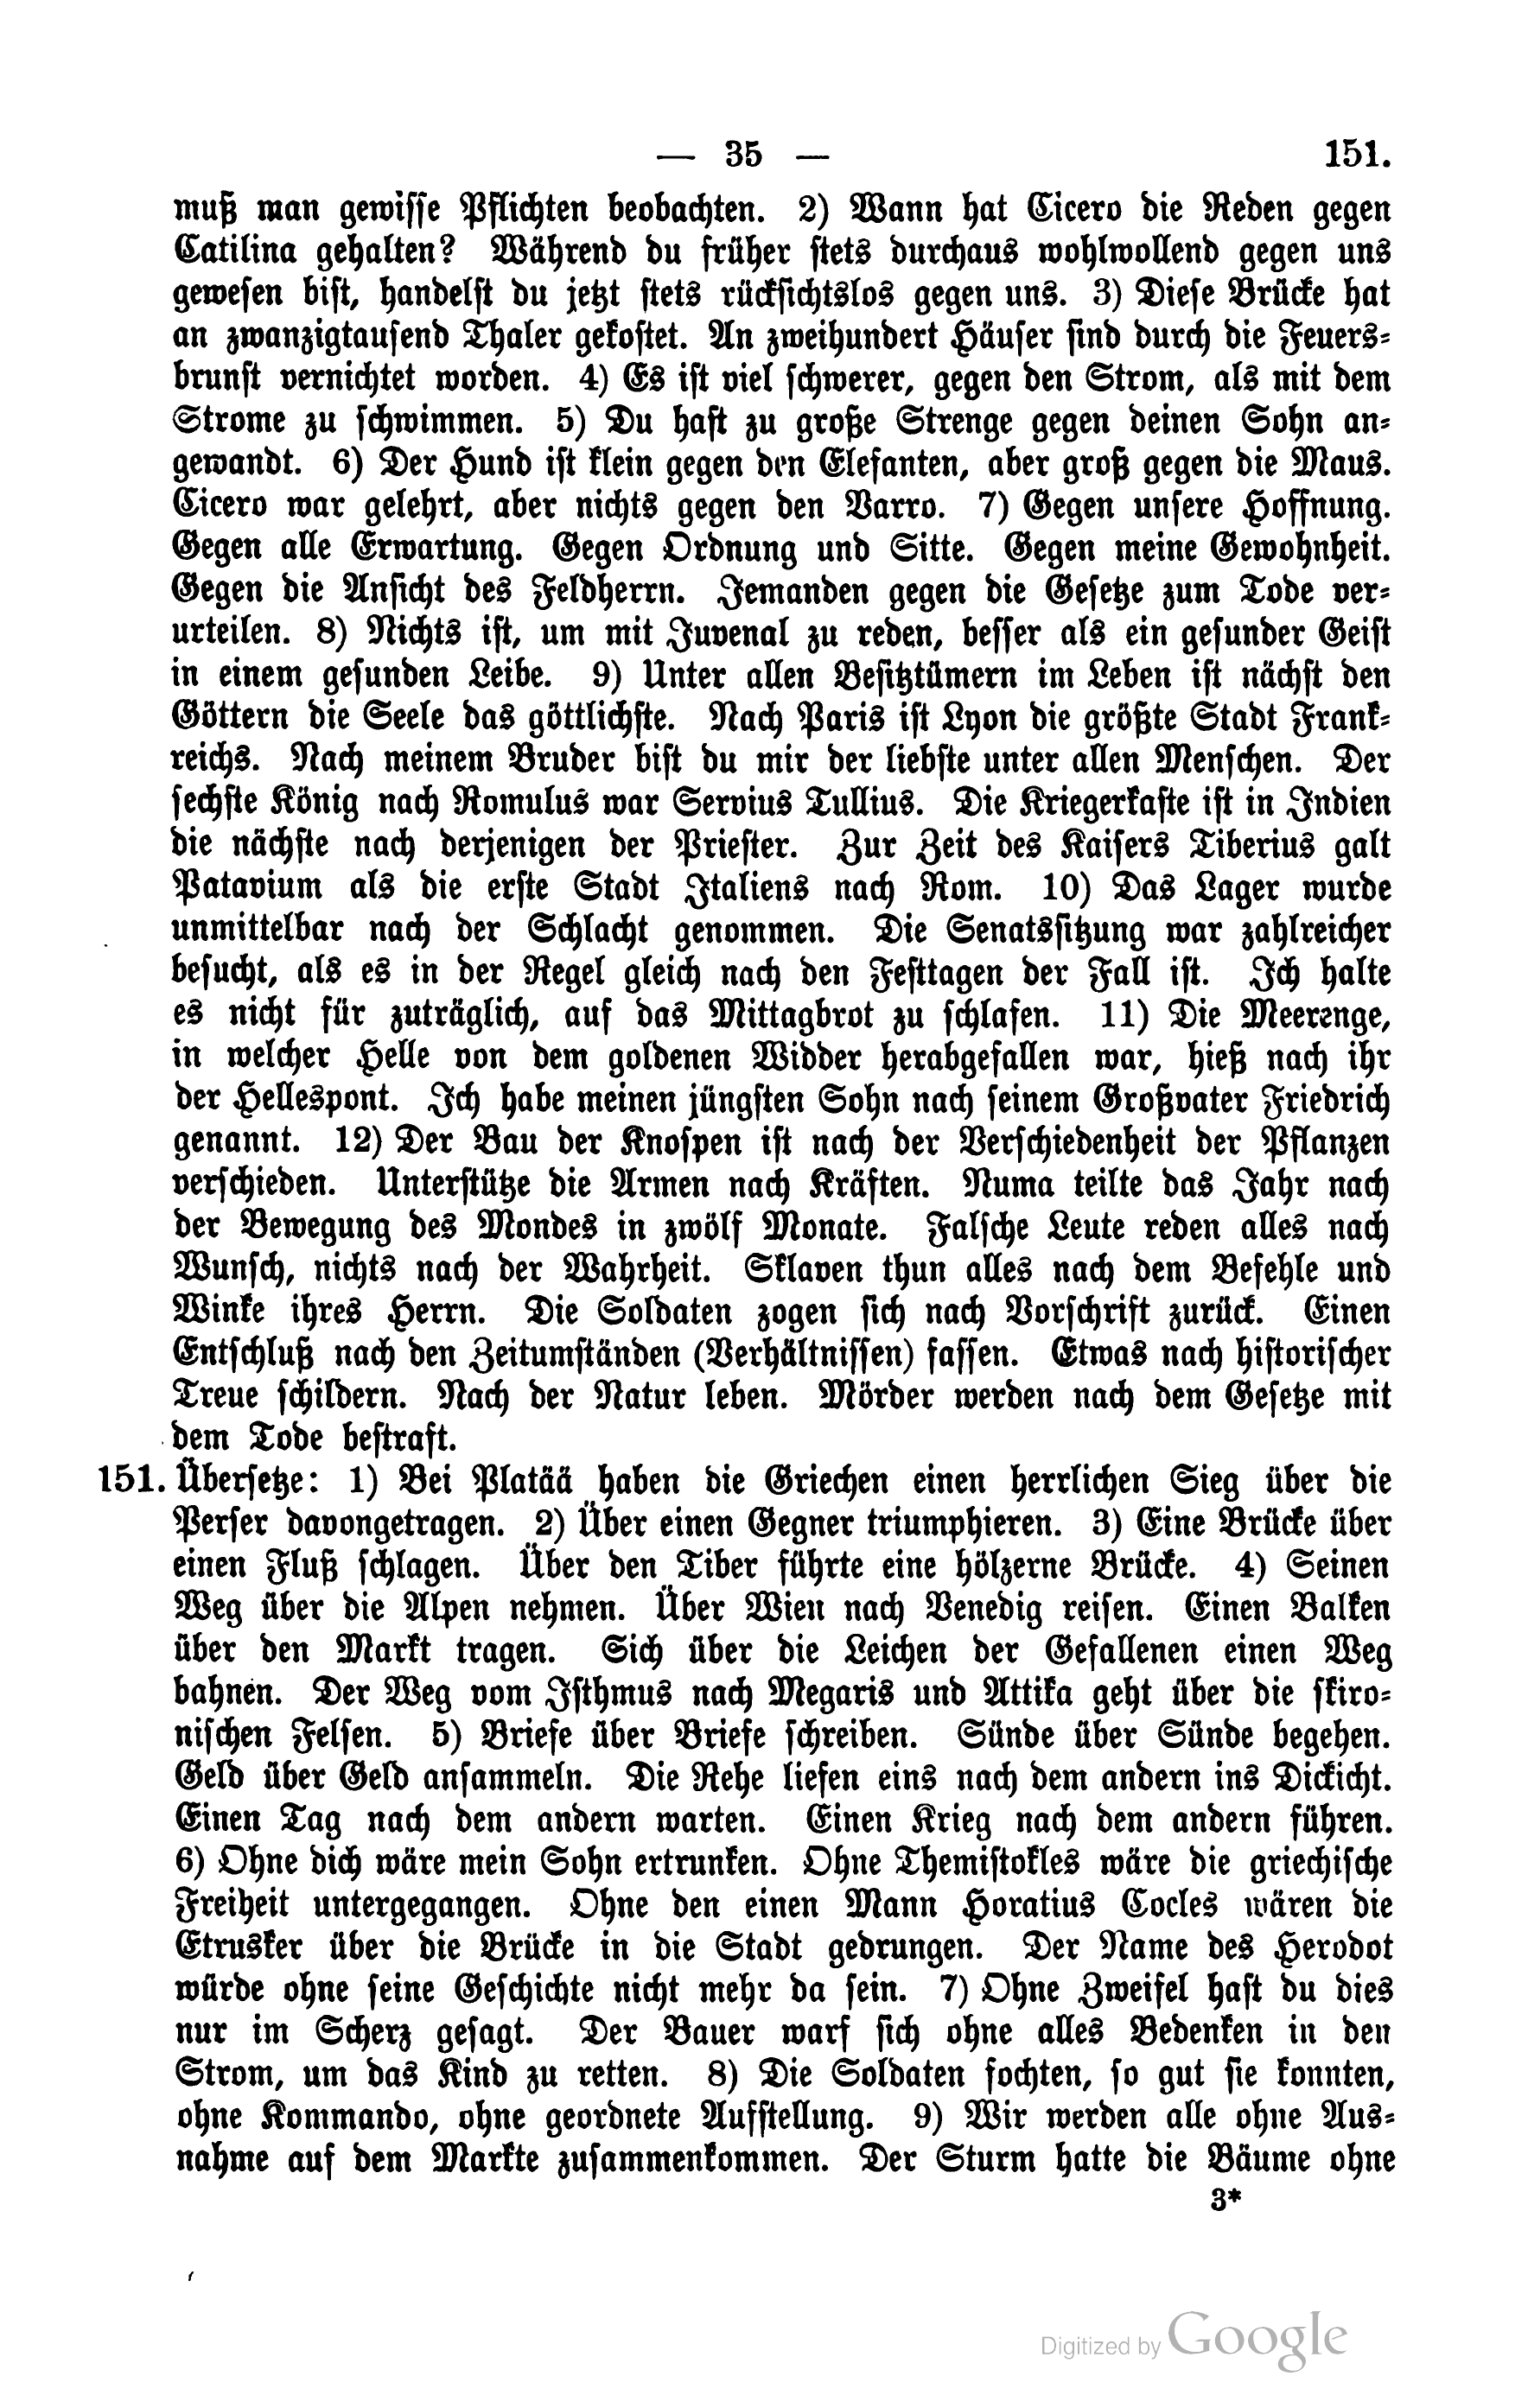 — 35 — 151.
muß man gewisse Pflichten beobachten. 2) Wann hat Cicero die Reden gegen
Catilina gehalten? Während du früher stets durchaus wohlwollend gegen uns
gewesen bist, handelst du jetzt stets rücksichtslos gegen uns. 3) Diese Brücke hat
an zwanzigtausend Thaler gekostet. An zweihundert Häuser sind durch die Feuers-
brunst vernichtet worden. 4) Es ist viel schwerer, gegen den Strom, als mit dem
Strome zu schwimmen. 5) Du hast zu große Strenge gegen deinen Sohn an-
gewandt. 6) Der Hund ist klein gegen den Elefanten, aber groß gegen die Maus.
Cicero war gelehrt, aber nichts gegen den Varro. 7) Gegen unsere Hoffnung.
Gegen alle Erwartung. Gegen Ordnung und Sitte. Gegen meine Gewohnheit.
Gegen die Ansicht des Feldherrn. Jemanden gegen die Gesetze zum Tode ver-
urteilen. 8) Nichts ist, um mit Juvenal zu reden, besser als ein gesunder Geist
in einem gesunden Leibe. 9) Unter allen Besitztümern im Leben ist nächst den
Göttern die Seele das göttlichste. Nach Paris ist Lyon die größte Stadt Frank-
reichs. Nach meinem Bruder bist du mir der liebste unter allen Menschen. Der
sechste König nach Romulus war Servius Tullius. Die Kriegerkaste ist in Indien
die nächste nach derjenigen der Priester. Zur Zeit des Kaisers Tiberius galt
Patavium als die erste Stadt Italiens nach Rom. 10) Das Lager wurde
unmittelbar nach der Schlacht genommen. Die Senatssitzung war zahlreicher
besucht, als es in der Regel gleich nach den Festtagen der Fall ist. Ich halte
es nicht für zuträglich, auf das Mittagbrot zu schlafen. 11) Die Meerenge,
in welcher Helle von dem goldenen Widder herabgefallen war, hieß nach ihr
der Hellespont. Ich habe meinen jüngsten Sohn nach seinem Großvater Friedrich
genannt. 12) Der Bau der Knospen ist nach der Verschiedenheit der Pflanzen
verschieden. Unterstütze die Armen nach Kräften. Numa teilte das Jahr nach
der Bewegung des Mondes in zwölf Monate. Falsche Leute reden alles nach
Wunsch, nichts nach der Wahrheit. Sklaven thun alles nach dem Befehle und
Winke ihres Herrn. Die Soldaten zogen sich nach Vorschrift zurück. Einen
Entschluß nach den Zeitumständen (Verhältnissen) fassen. Etwas nach historischer
Treue schildern. Nach der Natur leben. Mörder werden nach dem Gesetze mit
dem Tode bestraft.
151. Übersetze: 1) Bei Platää haben die Griechen einen herrlichen Sieg über die
Perser davongetragen. 2) Über einen Gegner triumphieren. 3) Eine Brücke über
einen Fluß schlagen. Über den Tiber führte eine hölzerne Brücke. 4) Seinen
Weg über die Alpen nehmen. Über Wien nach Venedig reisen. Einen Balken
über den Markt tragen. Sich über die Leichen der Gefallenen einen Weg
bahnen. Der Weg vom Isthmus nach Megaris und Attika geht über die skiro-
nischen Felsen. 5) Briefe über Briefe schreiben. Sünde über Sünde begehen.
Geld über Geld ansammeln. Die Rehe liefen eins nach dem andern ins Dickicht.
Einen Tag nach dem andern warten. Einen Krieg nach dem andern führen.
6) Ohne dich wäre mein Sohn ertrunken. Ohne Themistokles wäre die griechische
Freiheit untergegangen. Ohne den einen Mann Horatius Cocles wären die
Etrusker über die Brücke in die Stadt gedrungen. Der Name des Herodot
würde ohne seine Geschichte nicht mehr da sein. 7) Ohne Zweifel hast du dies
nur im Scherz gesagt. Der Bauer warf sich ohne alles Bedenken in den
Strom, um das Kind zu retten. 8) Die Soldaten fochten, so gut sie konnten,
ohne Kommando, ohne geordnete Aufstellung. 9) Wir werden alle ohne Aus-
nahme auf dem Markte zusammenkommen. Der Sturm hatte die Bäume ohne
3*
Digitized by Google